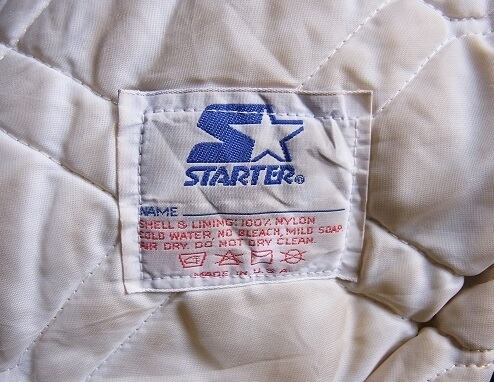 STARTER®
NAME
SHELL & LINING: 100% NYLON
COLD WATER, NO BLEACH, MILD SOAP
AIR DRY. DO NOT DRY CLEAN.
MADE IN U.S.A.